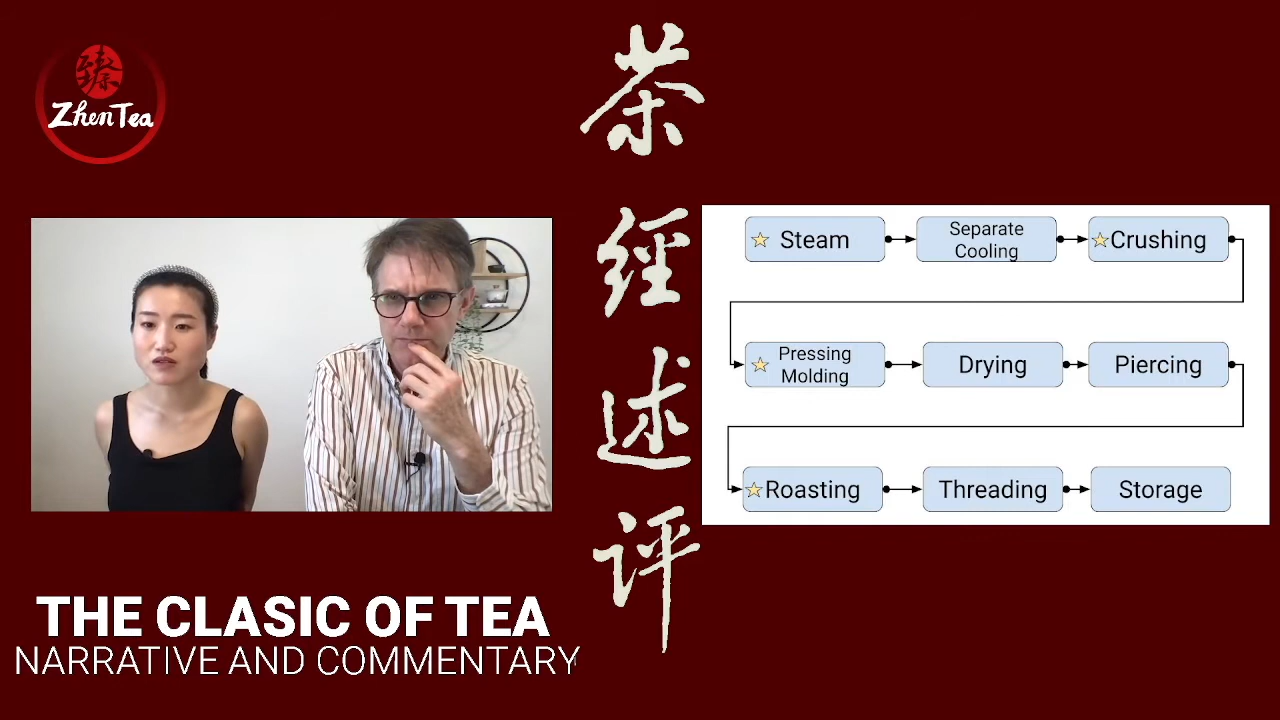 臻
ZhenTea
茶
經
述
评
Steam
Separate
Cooling
Crushing
Pressing
Molding
Drying
Piercing
Roasting
Threading
Storage
THE CLASIC OF TEA
NARRATIVE AND COMMENTARY